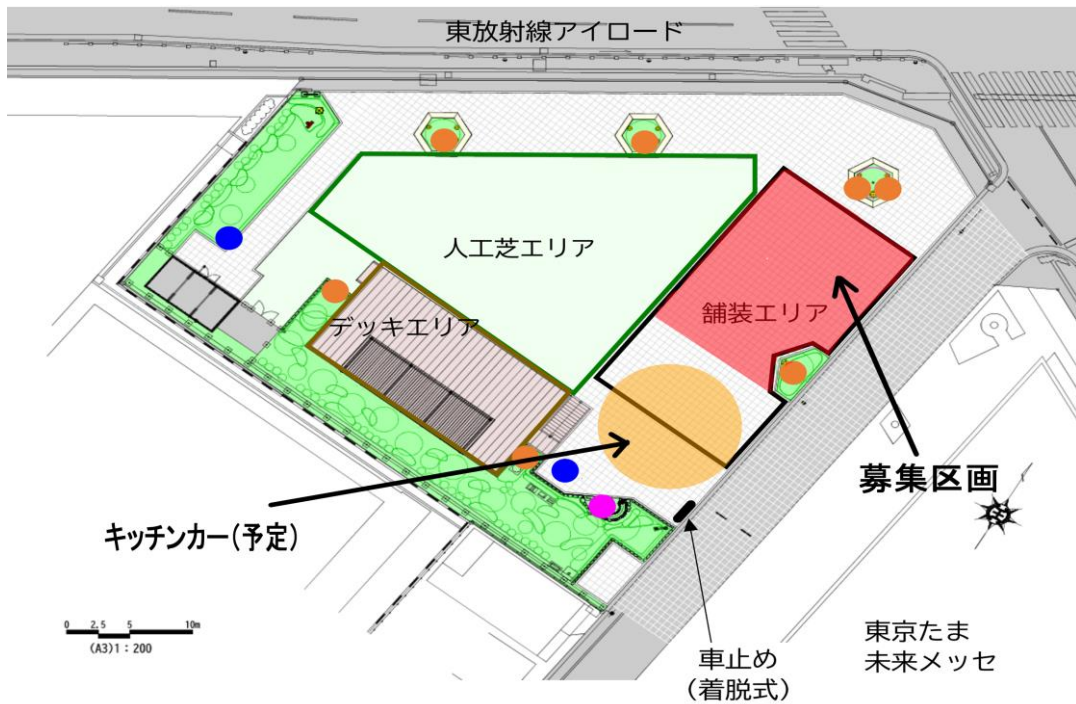 東放射線アイロード
人工芝エリア
舗装エリア
デッキエリア
募集区画
キッチンカー(予定)
0 2.5 5 10m
(A3)1:200
車止め
(着脱式)
東京たま
未来メッセ